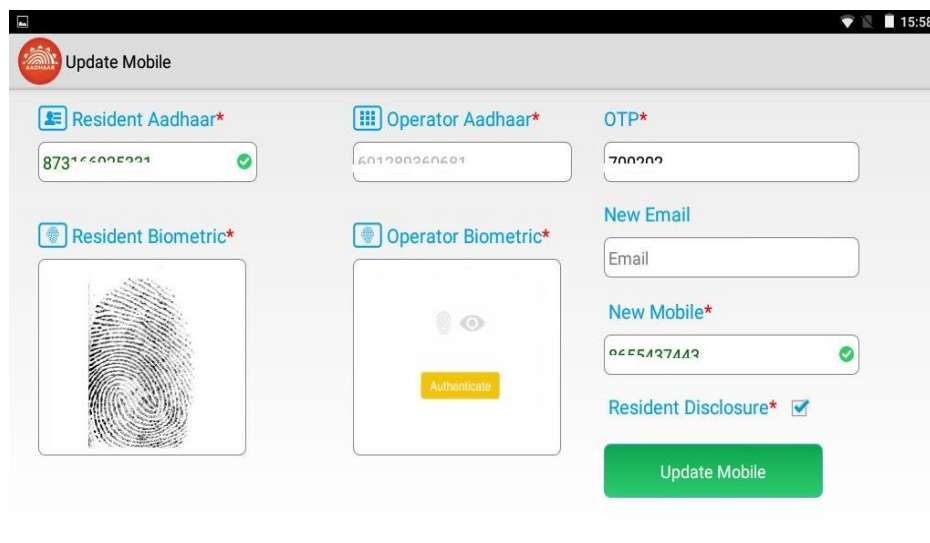 15:58
AADHAAR
Update Mobile
Resident Aadhaar*
Operator Aadhaar*
OTP*
New Email
Resident Biometric*
Operator Biometric*
Email
New Mobile*
Authenticate
Resident Disclosure*
Update Mobile